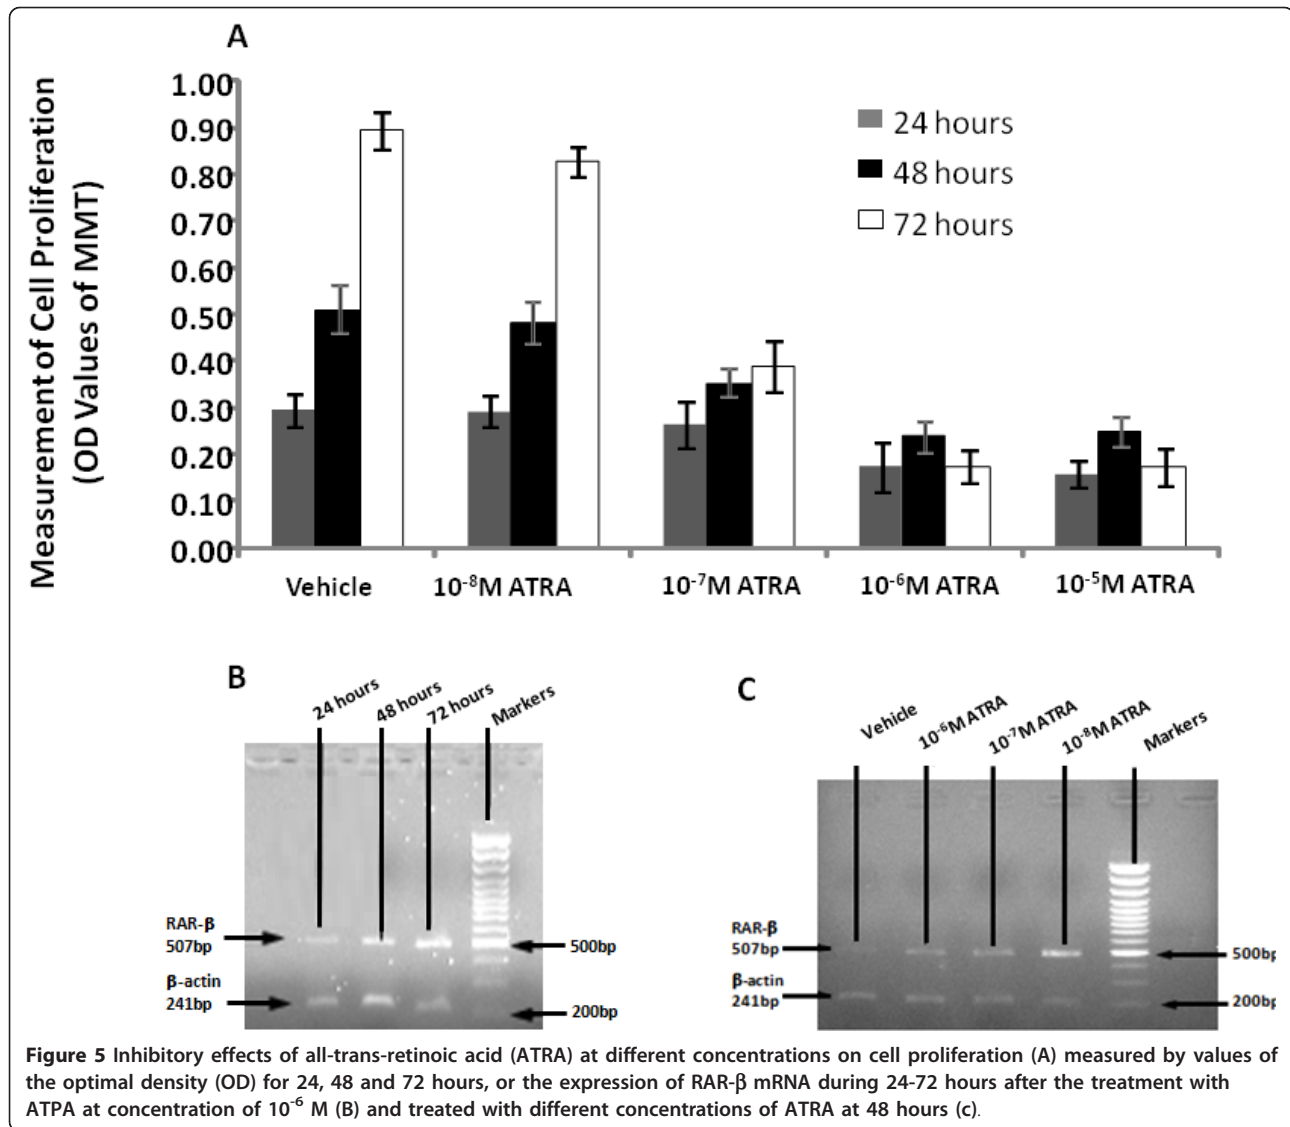 A
Measurement of Cell Proliferation
(OD Values of MMT)
1.00
0.90
0.80
0.70
0.60
0.50
0.40
0.30
0.20
0.10
0.00
24 hours
48 hours
72 hours
Vehicle
10⁻⁸M ATRA
10⁻⁷M ATRA
10⁻⁶M ATRA
10⁻⁵M ATRA
B
24 hours
48 hours
72 hours
Markers
RAR-β
507bp
β-actin
241bp
500bp
200bp
C
Vehicle
10⁻⁶M ATRA
10⁻⁷M ATRA
10⁻⁸M ATRA
Markers
RAR-β
507bp
β-actin
241bp
500bp
200bp
Figure 5 Inhibitory effects of all-trans-retinoic acid (ATRA) at different concentrations on cell proliferation (A) measured by values of
the optimal density (OD) for 24, 48 and 72 hours, or the expression of RAR-β mRNA during 24-72 hours after the treatment with
ATPA at concentration of 10⁻⁶ M (B) and treated with different concentrations of ATRA at 48 hours (c).